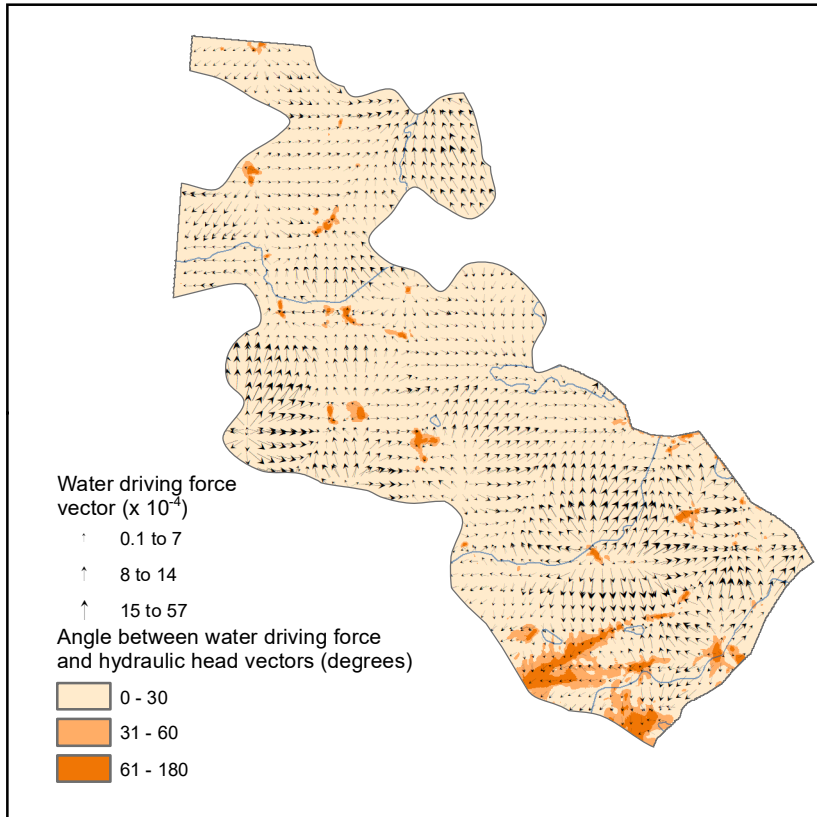 Water driving force
vector (x 10-4)
0.1 to 7
8 to 14
15 to 57
Angle between water driving force
and hydraulic head vectors (degrees)
0 - 30
31 - 60
61 - 180